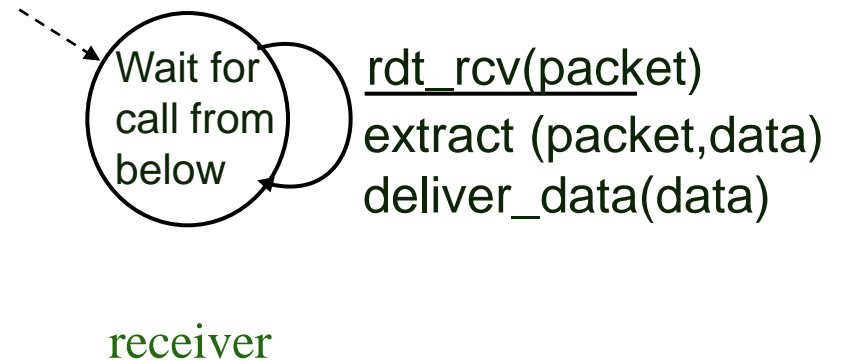 Wait for
call from
below
rdt_rcv(packet)
extract (packet,data)
deliver_data(data)
receiver